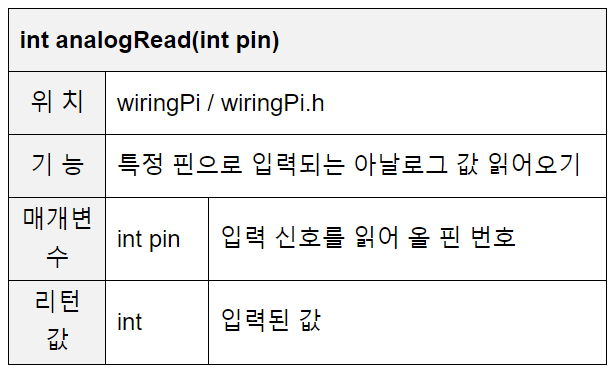 int analogRead(int pin)
위 치
wiringPi / wiringPi.h
기 능
특정 핀으로 입력되는 아날로그 값 읽어오기
매개변
수
int pin
입력 신호를 읽어 올 핀 번호
리턴
값
int
입력된 값